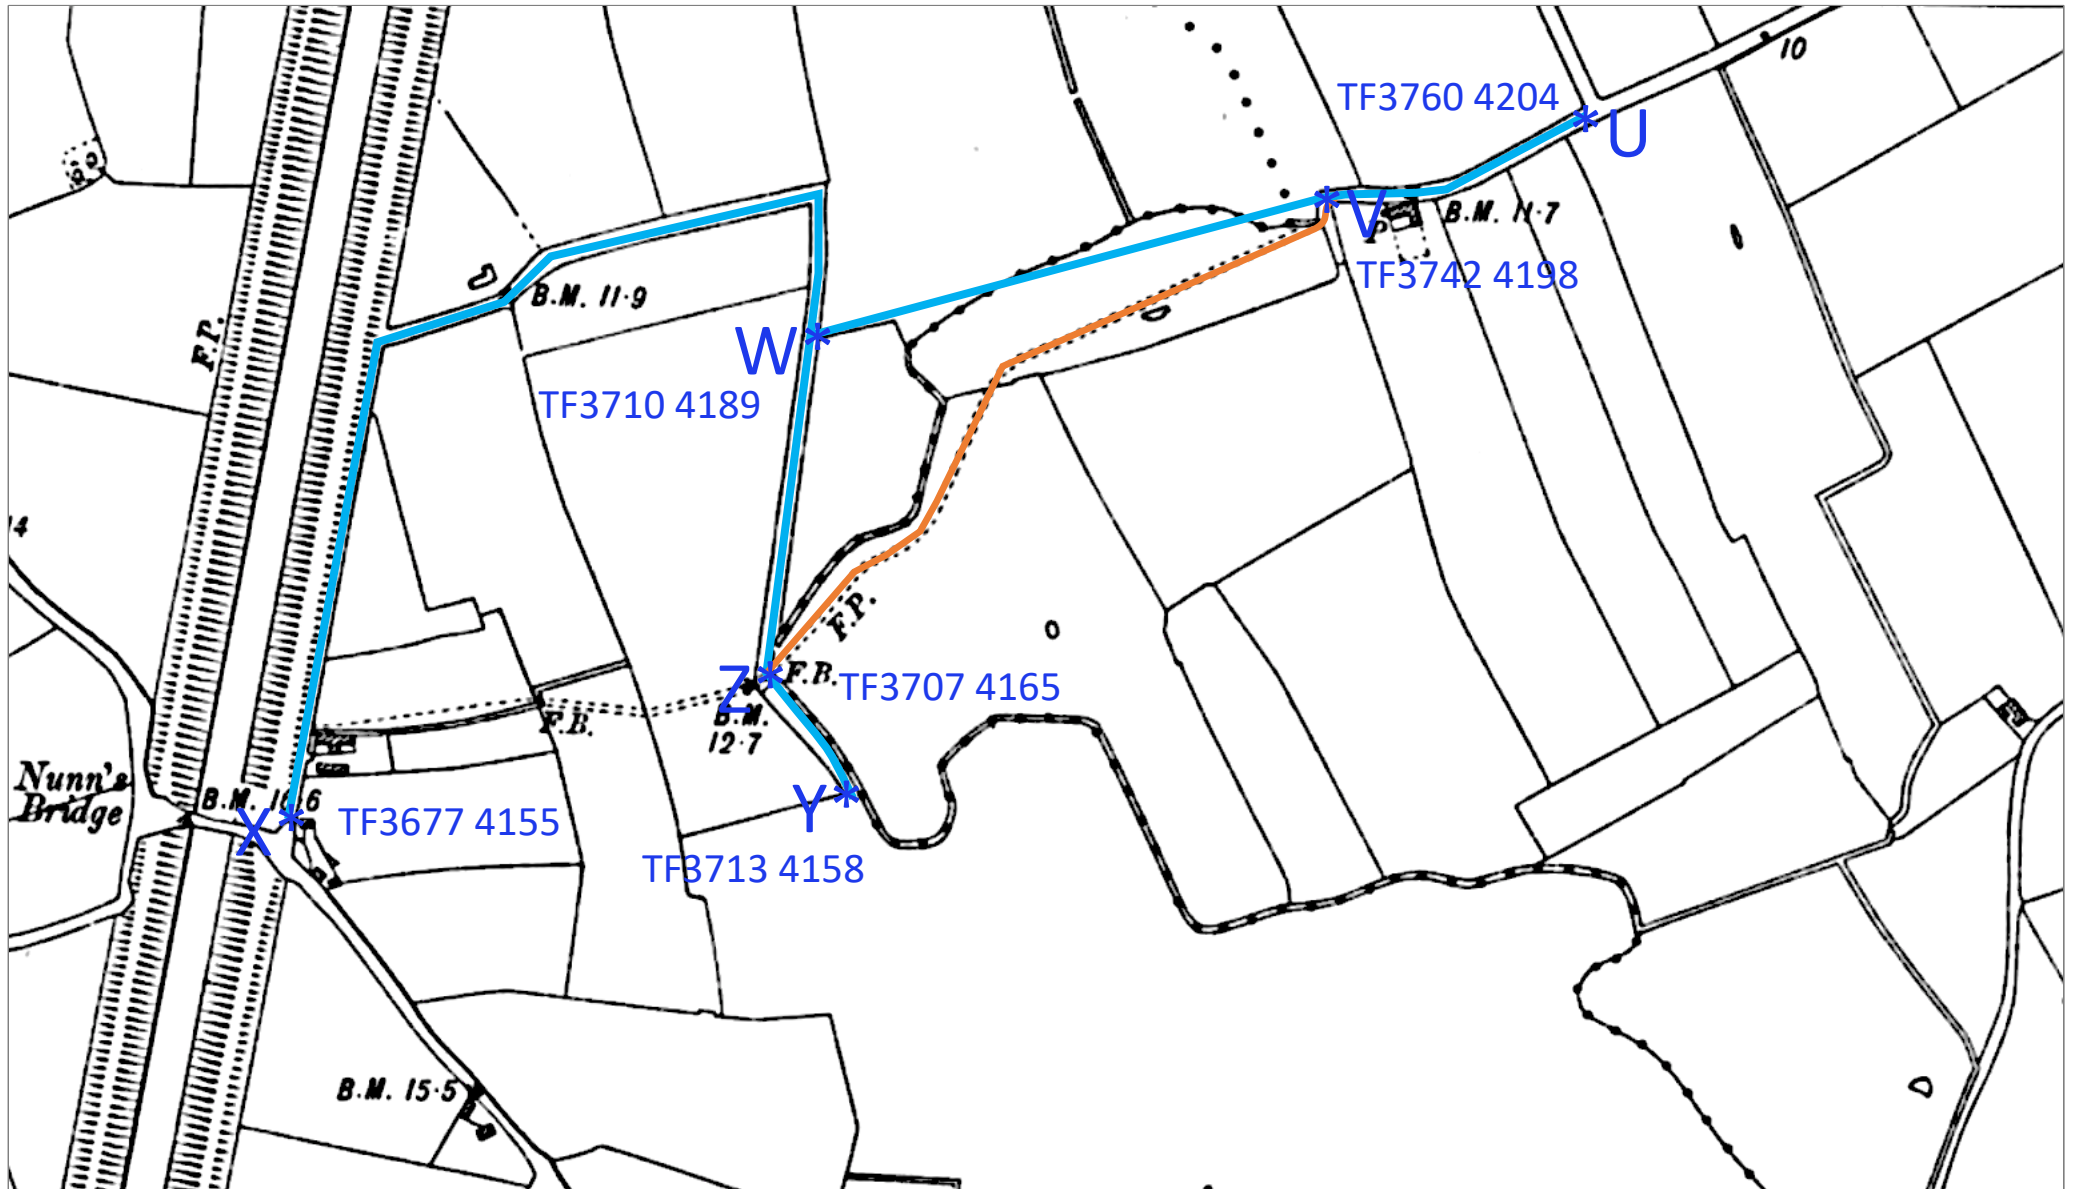 10
TF3760 4204
U
V
P
B.M. 11·7
TF3742 4198
B.M. 11·9
F.P.
W
TF3710 4189
14
F.P.
Z
F.B.
TF3707 4165
F.B.
B.M.
12·7
Nunn's
Bridge
B.M. 16·6
X
TF3677 4155
Y
TF3713 4158
B.M. 15·5